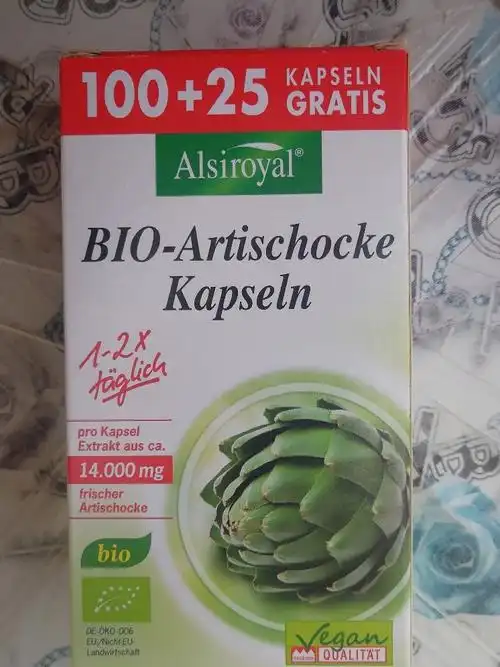 100 + 25 KAPSELN
GRATIS
Alsiroyal®
BIO-Artischocke
Kapseln
1-2x
täglich
pro Kapsel
Extrakt aus ca.
14.000 mg
frischer
Artischocke
bio
DE-ÖKO-006
EU-/Nicht-EU-
Landwirtschaft
Vegan
QUALITÄT